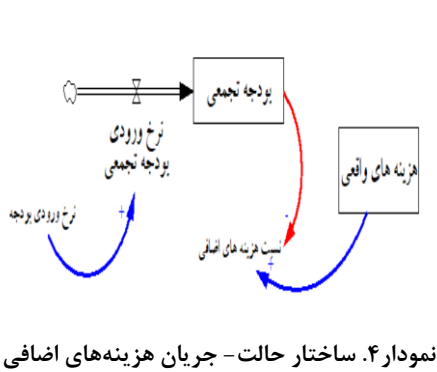 بودجه تجمعی
نرخ ورودی
بودجه تجمعی
هزینه های واقعی
نرخ ورودی بودجه
+
-
نسبت هزینه های اضافی
+
نمودار۴. ساختار حالت- جریان هزینه‌های اضافی